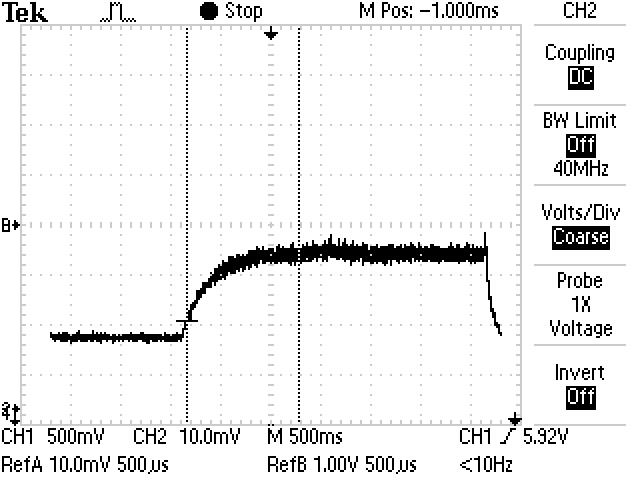 Tek Stop M Pos: −1.000ms CH2
Coupling
DC
BW Limit
Off
40MHz
Volts/Div
Coarse
Probe
1X
Voltage
Invert
Off
B
CH1 500mV CH2 10.0mV M 500ms CH1 5.92V
RefA 10.0mV 500µs RefB 1.00V 500µs <10Hz